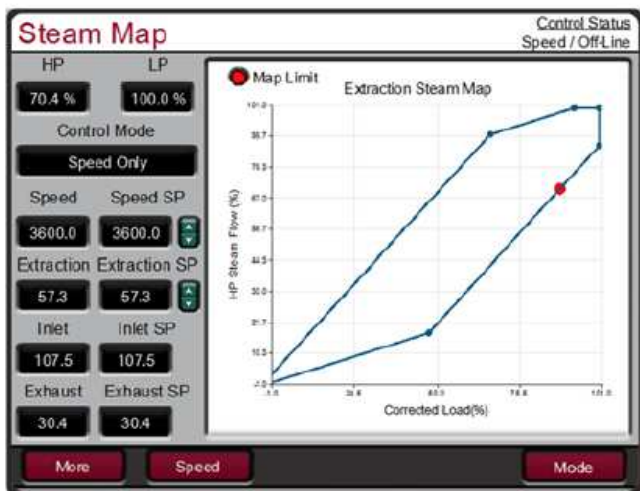 Steam Map
Control Status
Speed / Off-Line
HP LP
70.4 % 100.0 %
Control Mode
Speed Only
Speed Speed SP
3600.0 3600.0
Extraction Extraction SP
57.3 57.3
Inlet Inlet SP
107.5 107.5
Exhaust Exhaust SP
30.4 30.4
Map Limit
Extraction Steam Map
HP Steam Flow (%)
Corrected Load(%)
More Speed Mode